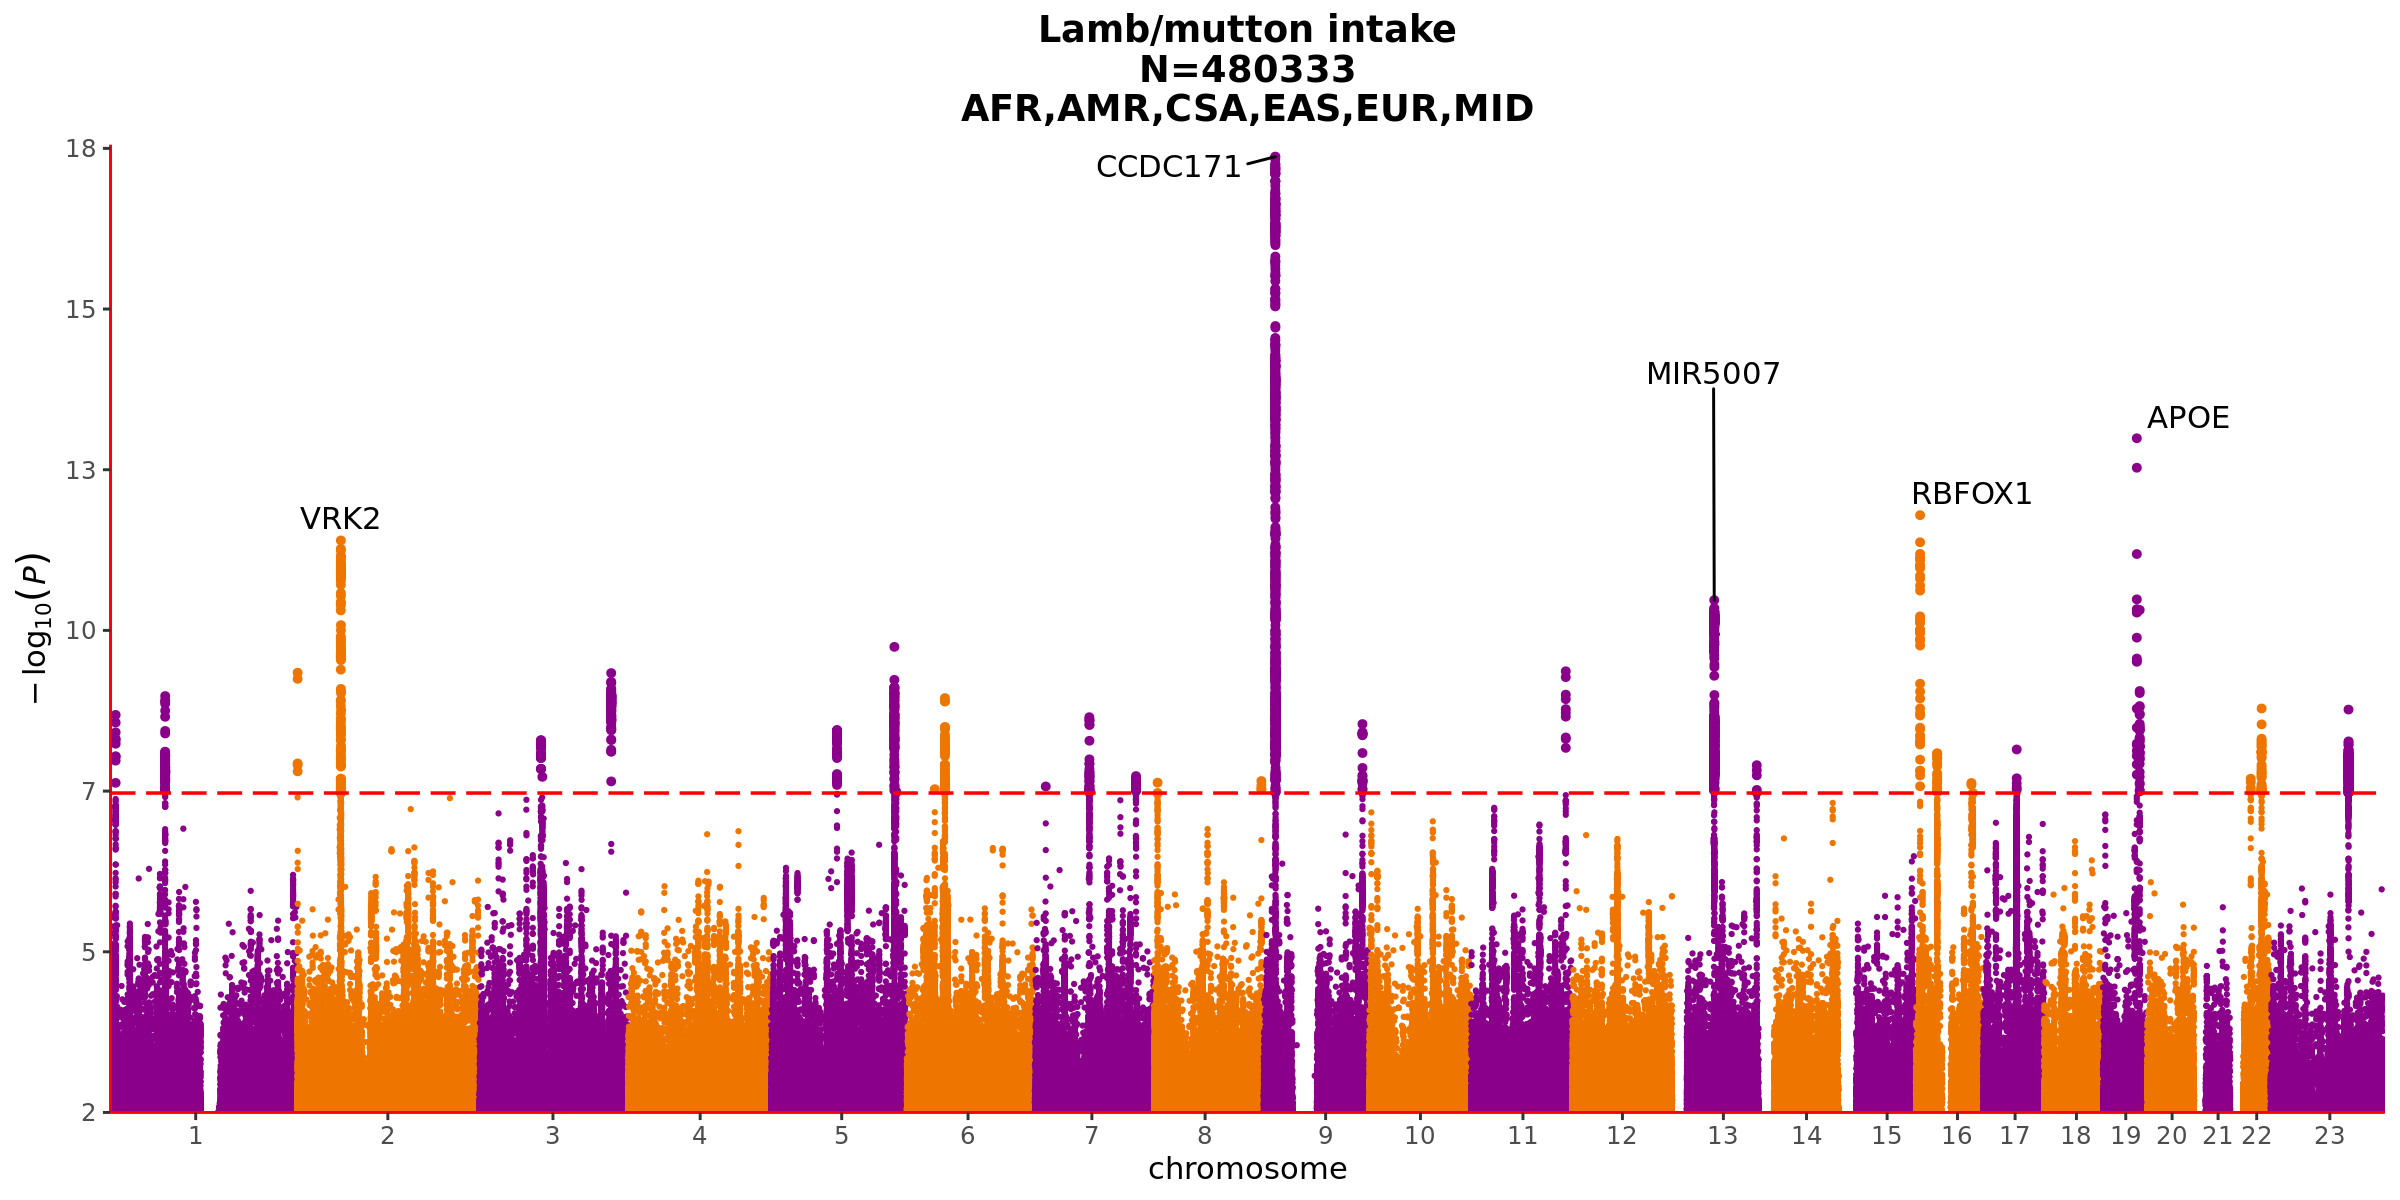 Lamb/mutton intake
N=480333
AFR,AMR,CSA,EAS,EUR,MID
18
CCDC171
15
MIR5007
APOE
13
RBFOX1
VRK2
10
−log10(P)
7
5
2
1 2 3 4 5 6 7 8 9 10 11 12 13 14 15 16 17 18 19 20 21 22 23
chromosome